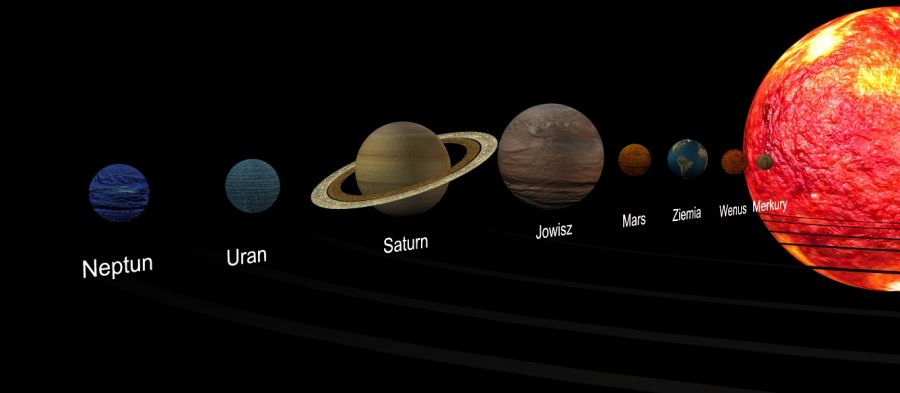 Neptun
Uran
Saturn
Jowisz
Mars
Ziemia
Wenus
Merkury